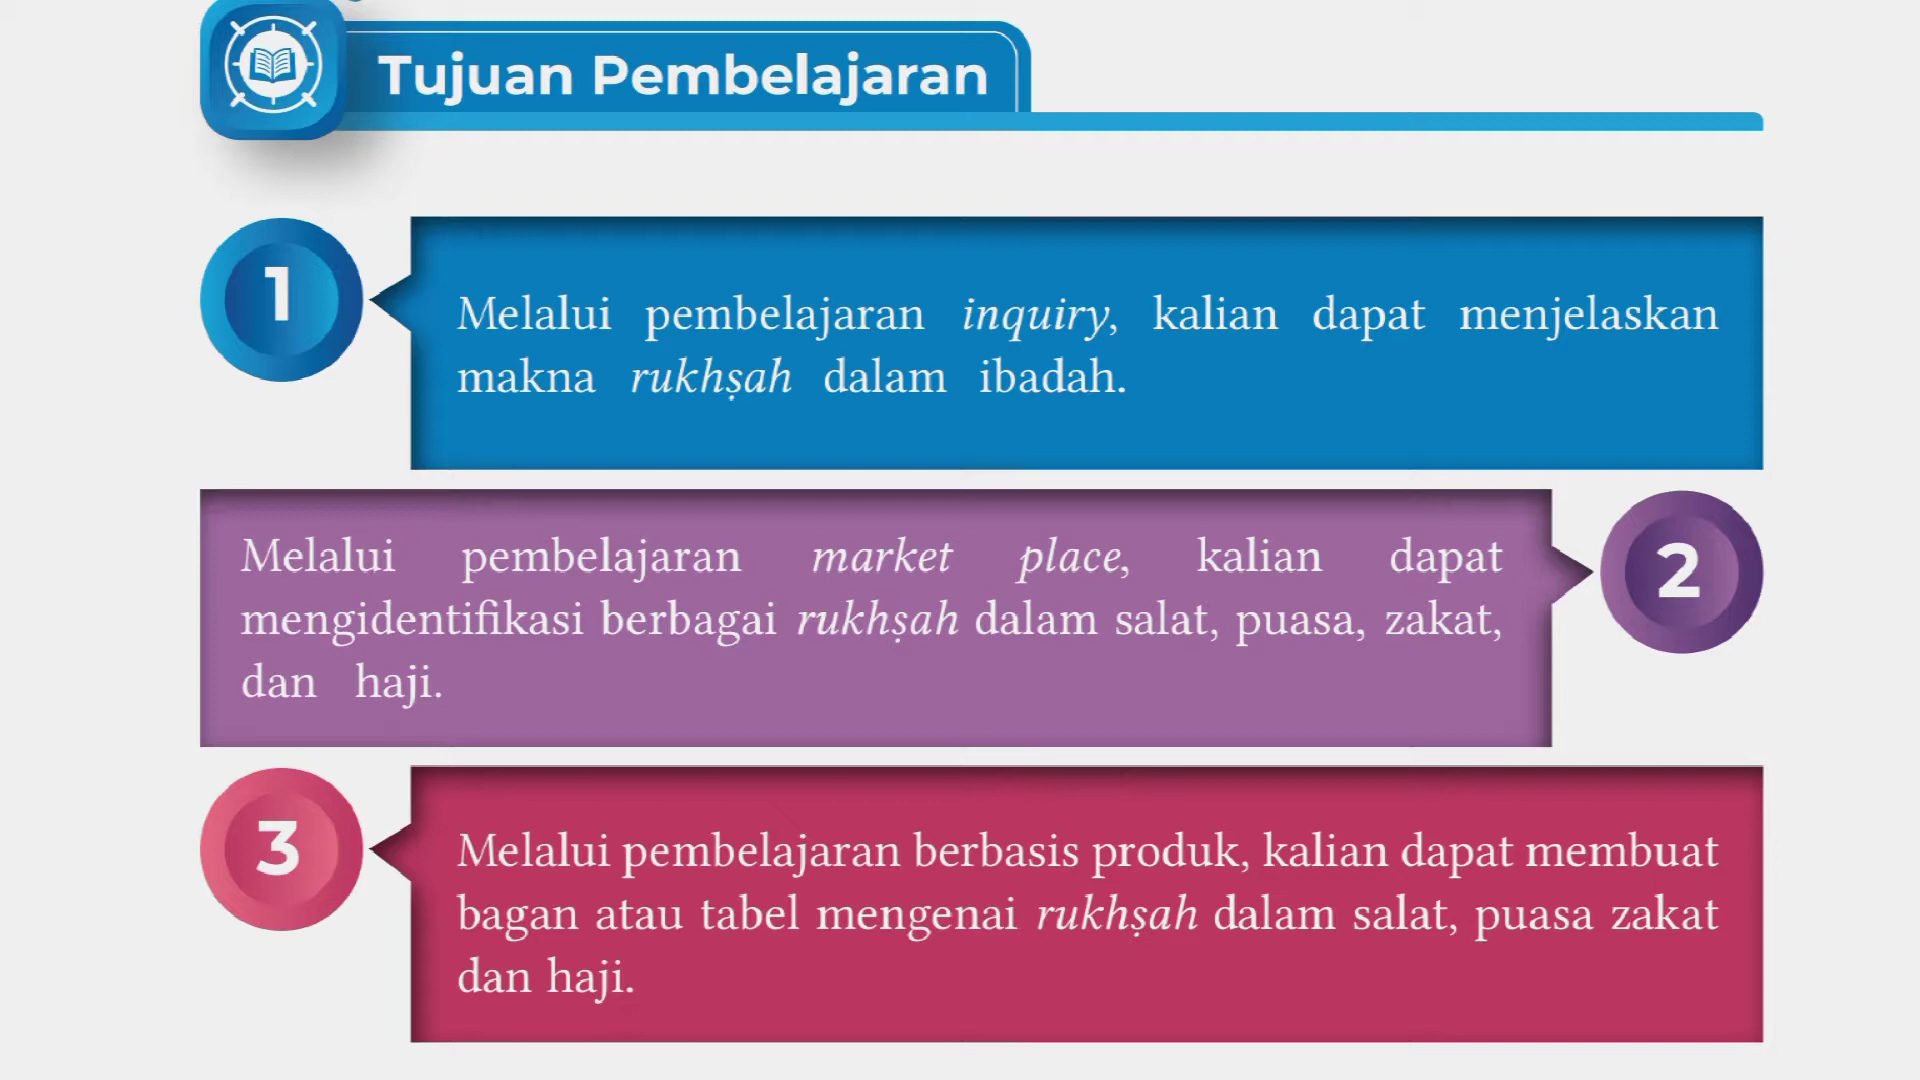 Tujuan Pembelajaran
1
Melalui pembelajaran inquiry, kalian dapat menjelaskan
makna rukhṣah dalam ibadah.
Melalui pembelajaran market place, kalian dapat
mengidentifikasi berbagai rukhṣah dalam salat, puasa, zakat,
dan haji.
2
3
Melalui pembelajaran berbasis produk, kalian dapat membuat
bagan atau tabel mengenai rukhṣah dalam salat, puasa zakat
dan haji.